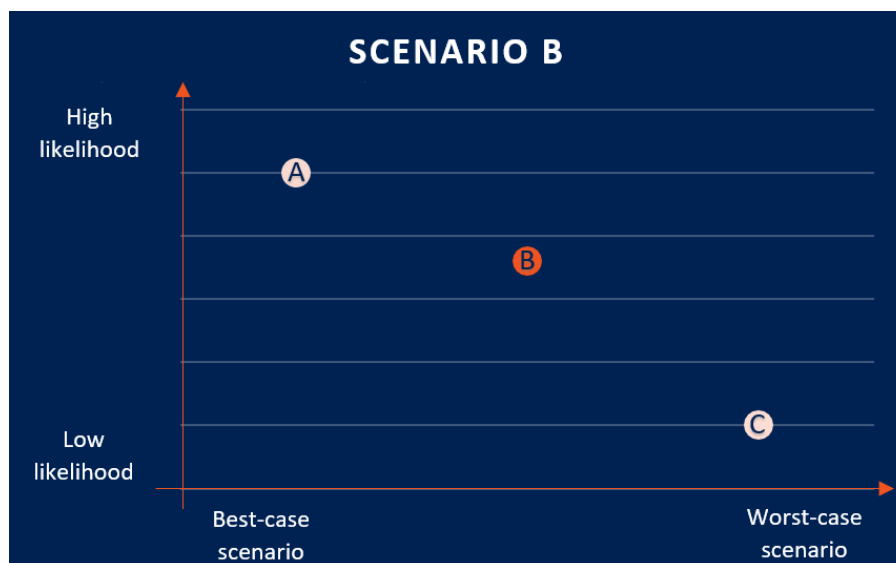 SCENARIO B
High
likelihood
A
B
C
Low
likelihood
Best-case
scenario
Worst-case
scenario